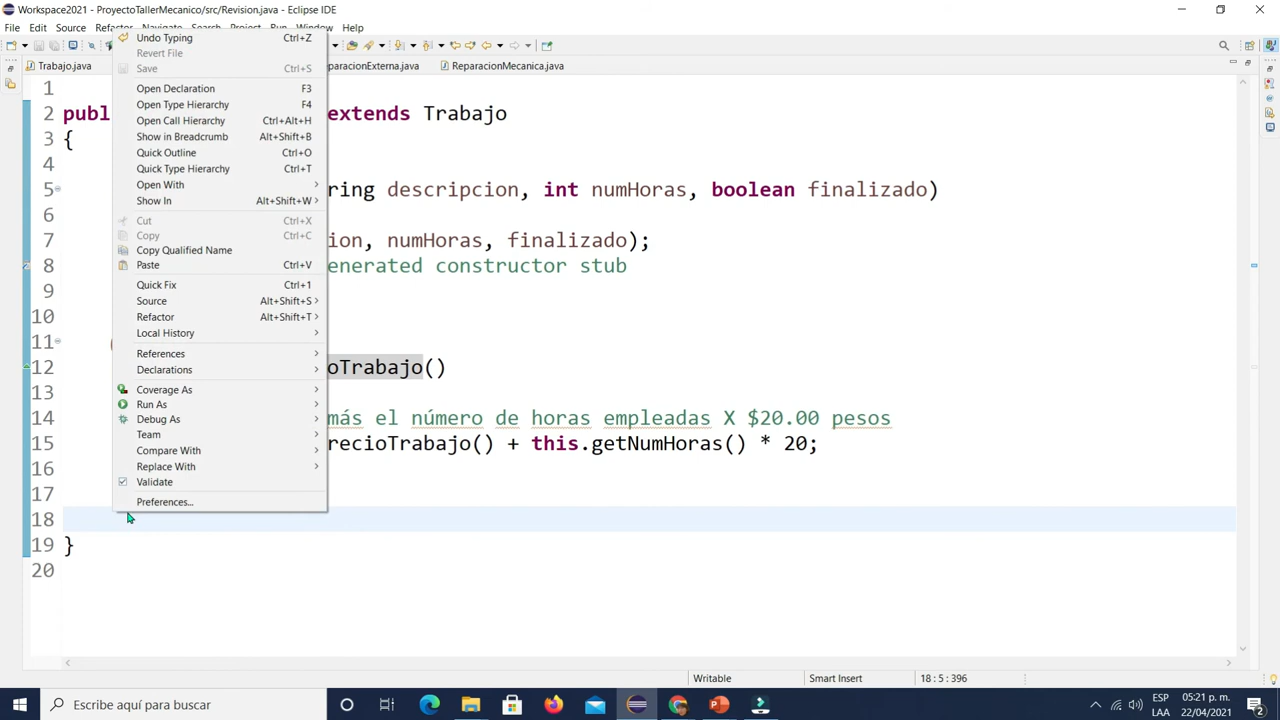 Workspace2021 - ProyectoTallerMecanico/src/Revision.java - Eclipse IDE
File Edit Source Refactor Navigate Search Project Run Window Help
Trabajo.java
paracionExterna.java
ReparacionMecanica.java
Undo Typing Ctrl+Z
Revert File
Save Ctrl+S
Open Declaration F3
Open Type Hierarchy F4
Open Call Hierarchy Ctrl+Alt+H
Show in Breadcrumb Alt+Shift+B
Quick Outline Ctrl+O
Quick Type Hierarchy Ctrl+T
Open With
Show In Alt+Shift+W
Cut Ctrl+X
Copy Ctrl+C
Copy Qualified Name
Paste Ctrl+V
Quick Fix Ctrl+1
Source Alt+Shift+S
Refactor Alt+Shift+T
Local History
References
Declarations
Coverage As
Run As
Debug As
Team
Compare With
Replace With
Validate
Preferences...
1
2 publ extends Trabajo
3 {
4
5 ring descripcion, int numHoras, boolean finalizado)
6
7 ion, numHoras, finalizado);
8 enerated constructor stub
9
10
11
12 oTrabajo()
13
14 más el número de horas empleadas X $20.00 pesos
15 recioTrabajo() + this.getNumHoras() * 20;
16
17
18
19 }
20
Writable Smart Insert 18 : 5 : 396
Escribe aquí para buscar
ESP
LAA
05:21 p. m.
22/04/2021
2